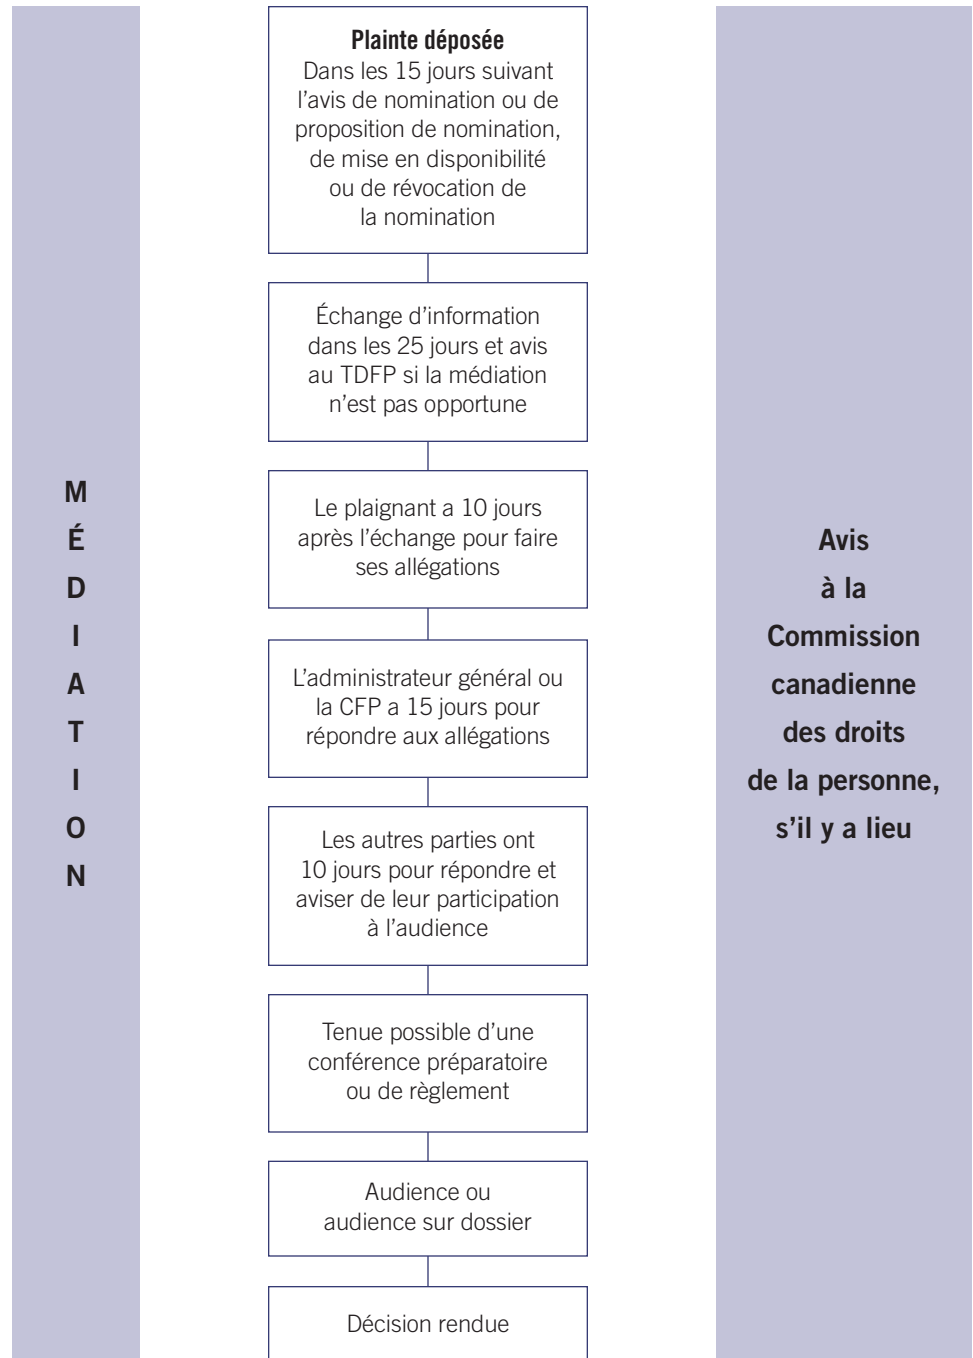 M
É
D
I
A
T
I
O
N
Plainte déposée
Dans les 15 jours suivant
l’avis de nomination ou de
proposition de nomination,
de mise en disponibilité
ou de révocation de
la nomination
Échange d’information
dans les 25 jours et avis
au TDFP si la médiation
n’est pas opportune
Le plaignant a 10 jours
après l’échange pour faire
ses allégations
L’administrateur général ou
la CFP a 15 jours pour
répondre aux allégations
Les autres parties ont
10 jours pour répondre et
aviser de leur participation
à l’audience
Tenue possible d’une
conférence préparatoire
ou de règlement
Audience ou
audience sur dossier
Décision rendue
Avis
à la
Commission
canadienne
des droits
de la personne,
s’il y a lieu